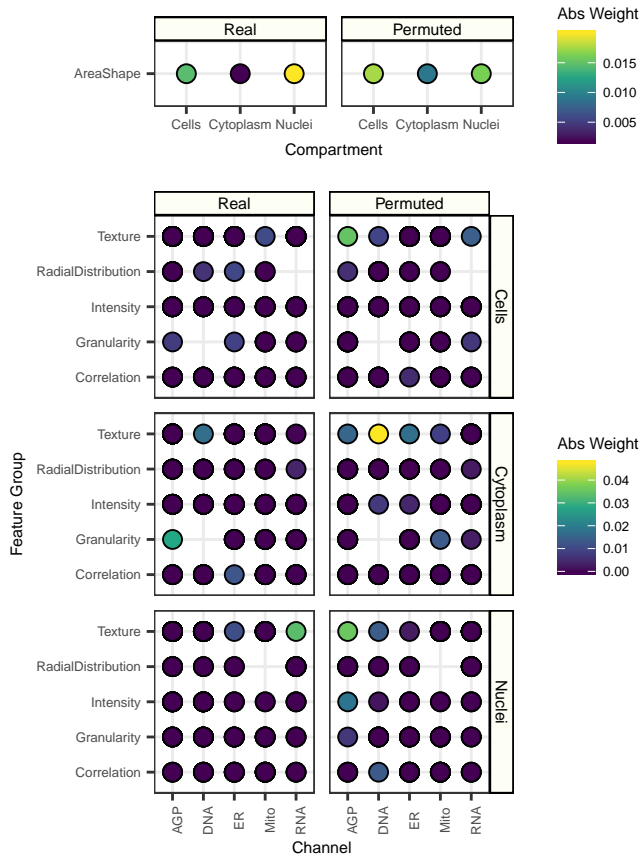 Abs Weight
Real Permuted
AreaShape
0.015
0.010
0.005
Cells Cytoplasm Nuclei Cells Cytoplasm Nuclei
Compartment
Real Permuted
Texture
RadialDistribution
Intensity
Granularity
Correlation
Cells
Texture
RadialDistribution
Intensity
Granularity
Correlation
Cytoplasm
Feature Group
Abs Weight
0.04
0.03
0.02
0.01
0.00
Texture
RadialDistribution
Intensity
Granularity
Correlation
Nuclei
AGP DNA ER Mito RNA AGP DNA ER Mito RNA
Channel